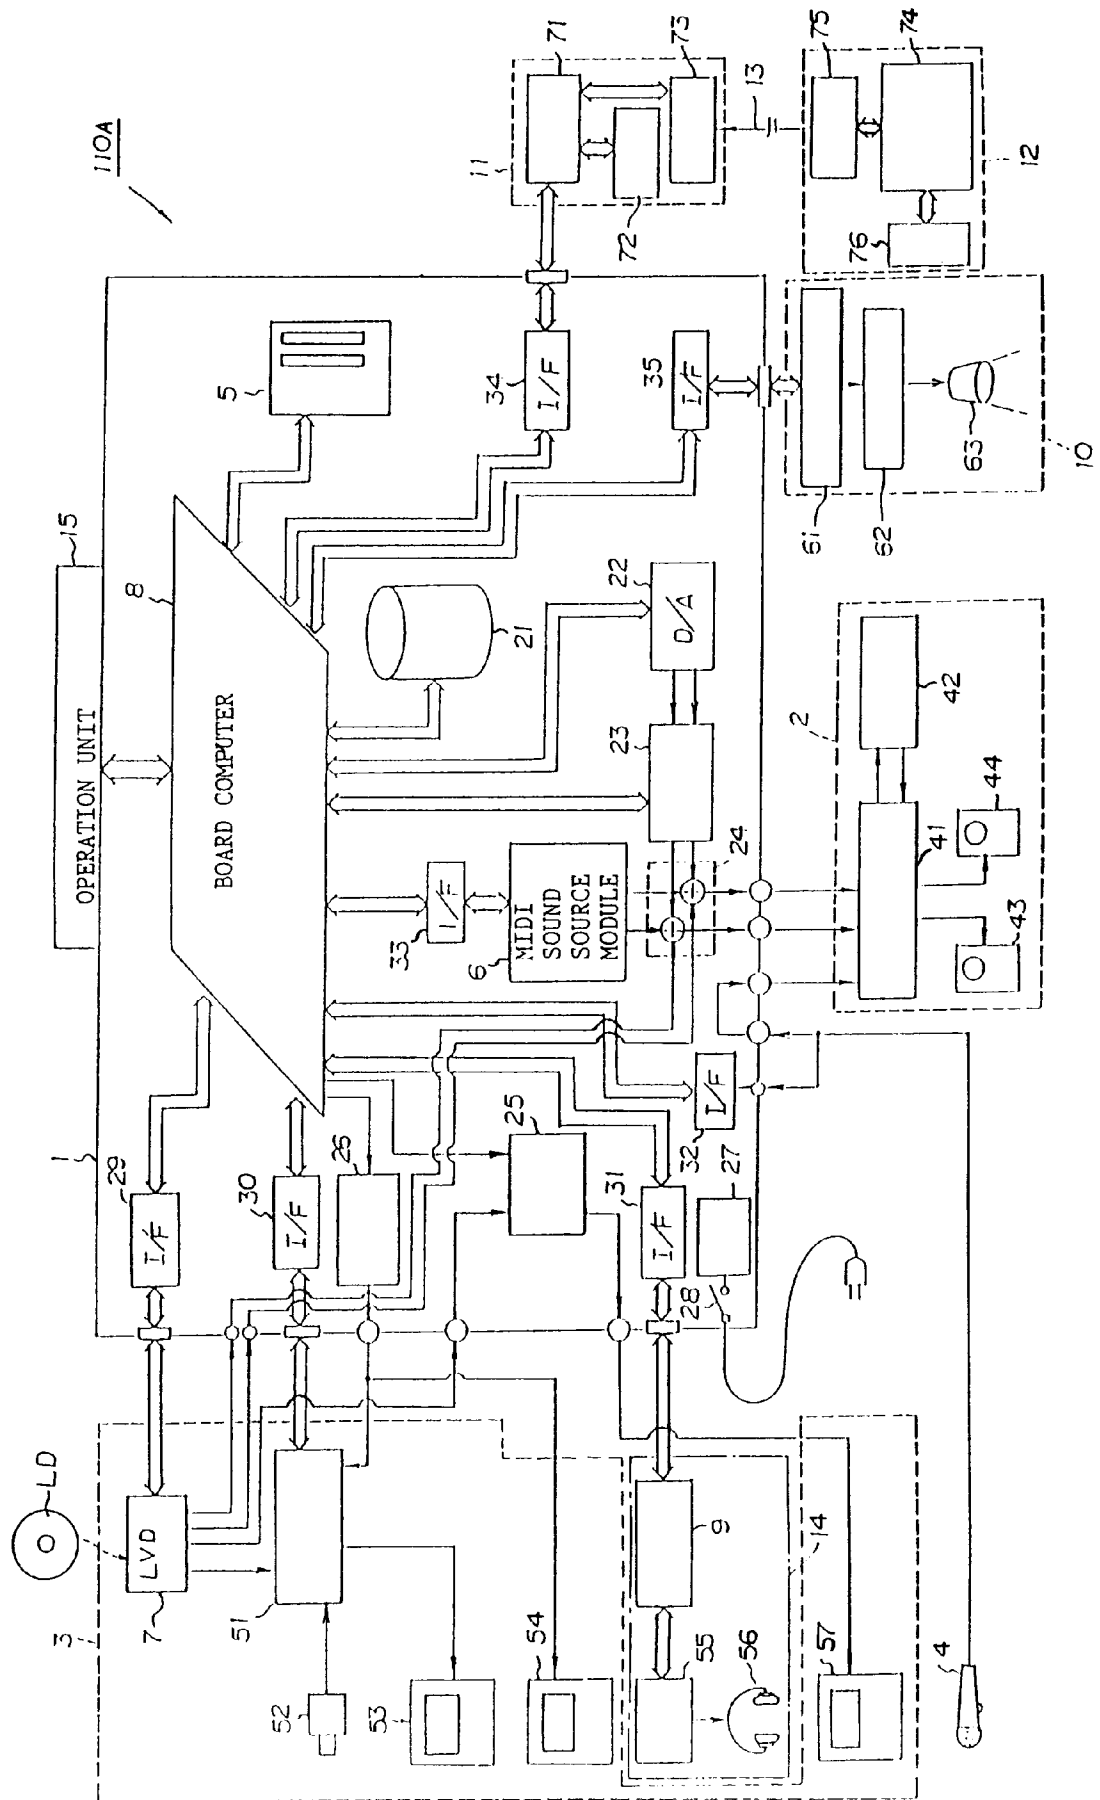 110A
15
OPERATION UNIT
8
BOARD COMPUTER
5
1
29
I/F
30
I/F
26
25
31
I/F
32
I/F
27
28
33
I/F
6
MIDI
SOUND
SOURCE
MODULE
24
23
22
D/A
21
34
I/F
35
I/F
11
71
72
73
13
75
74
76
12
61
62
63
10
2
42
41
44
43
LD
3
LVD
7
51
52
53
54
9
14
55
56
57
4